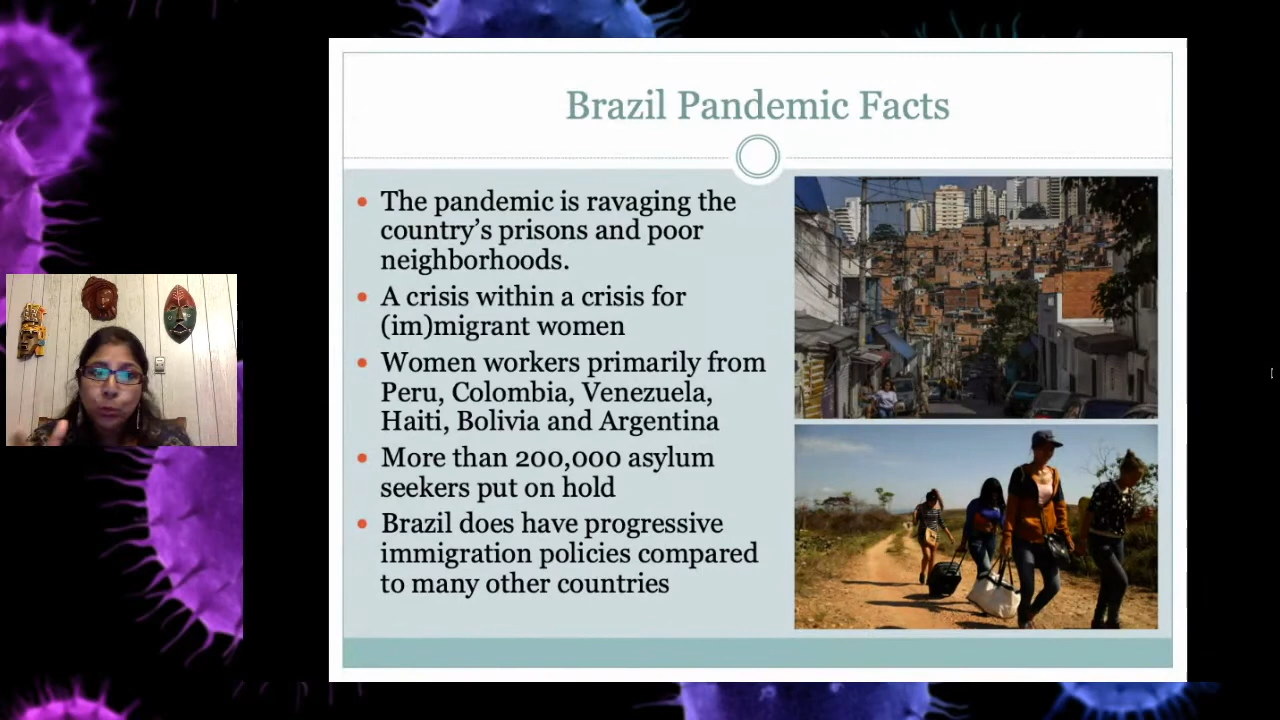 Brazil Pandemic Facts
The pandemic is ravaging the
country's prisons and poor
neighborhoods.
A crisis within a crisis for
(im)migrant women
Women workers primarily from
Peru, Colombia, Venezuela,
Haiti, Bolivia and Argentina
More than 200,000 asylum
seekers put on hold
Brazil does have progressive
immigration policies compared
to many other countries